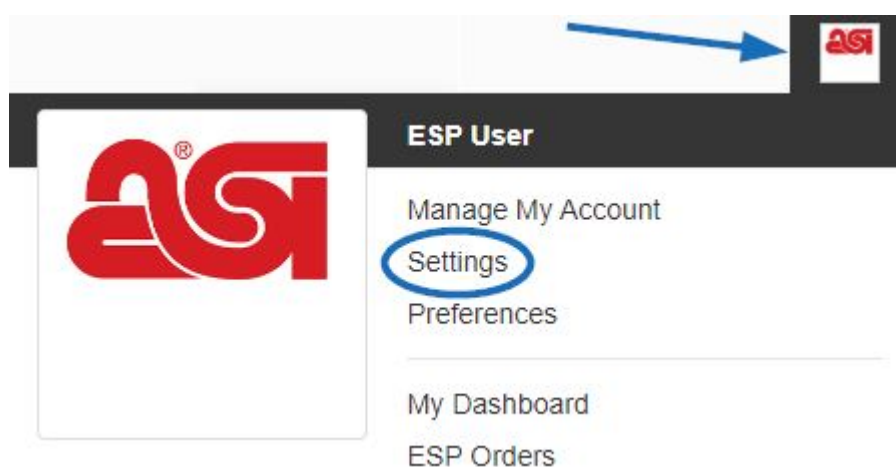 asi
ESP User
asi®
Manage My Account
Settings
Preferences
My Dashboard
ESP Orders